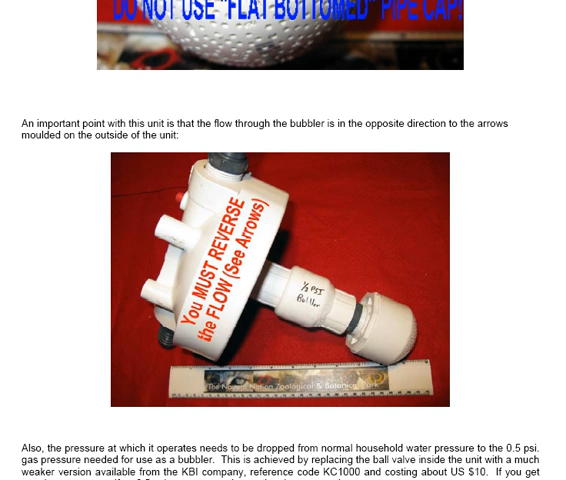 DO NOT USE "FLAT BOTTOMED" PIPE CAP!
An important point with this unit is that the flow through the bubbler is in the opposite direction to the arrows
moulded on the outside of the unit:
You MUST REVERSE
the FLOW (See Arrows)
½ PSI
Zoological & Botanical Park
Also, the pressure at which it operates needs to be dropped from normal household water pressure to the 0.5 psi.
gas pressure needed for use as a bubbler. This is achieved by replacing the ball valve inside the unit with a much
weaker version available from the KBI company, reference code KC1000 and costing about US $10. If you get